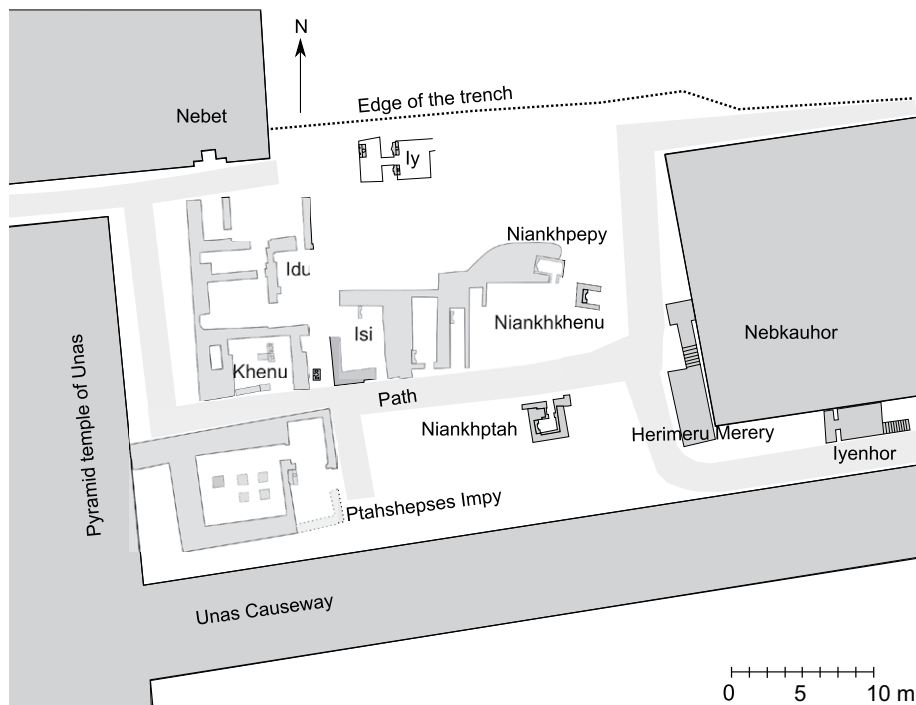 N
Edge of the trench
Nebet
Iy
Niankhpepy
Idu
Niankhkhenu
Isi
Nebkauhor
Khenu
Path
Niankhptah
Herimeru Merery
Iyenhor
Pyramid temple of Unas
Ptahshepses Impy
Unas Causeway
0 5 10 m